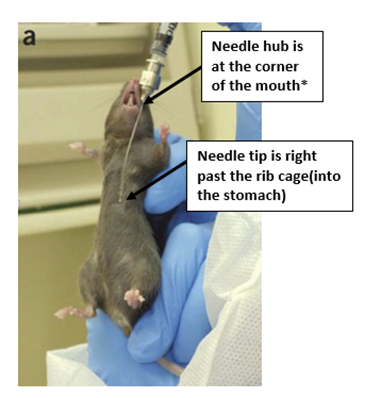 a
Needle hub is
at the corner
of the mouth*
Needle tip is right
past the rib cage(into
the stomach)